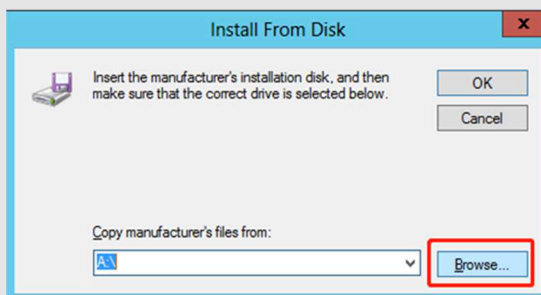 Install From Disk
x
Insert the manufacturer's installation disk, and then
make sure that the correct drive is selected below.
OK
Cancel
Copy manufacturer's files from:
A:\
Browse...